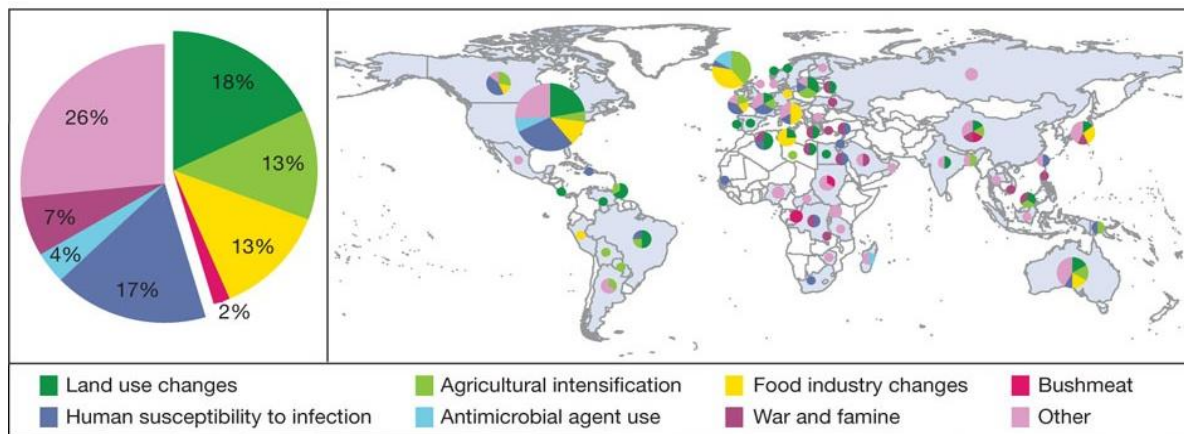 18%
13%
13%
2%
17%
4%
7%
26%
Land use changes
Agricultural intensification
Food industry changes
Bushmeat
Human susceptibility to infection
Antimicrobial agent use
War and famine
Other